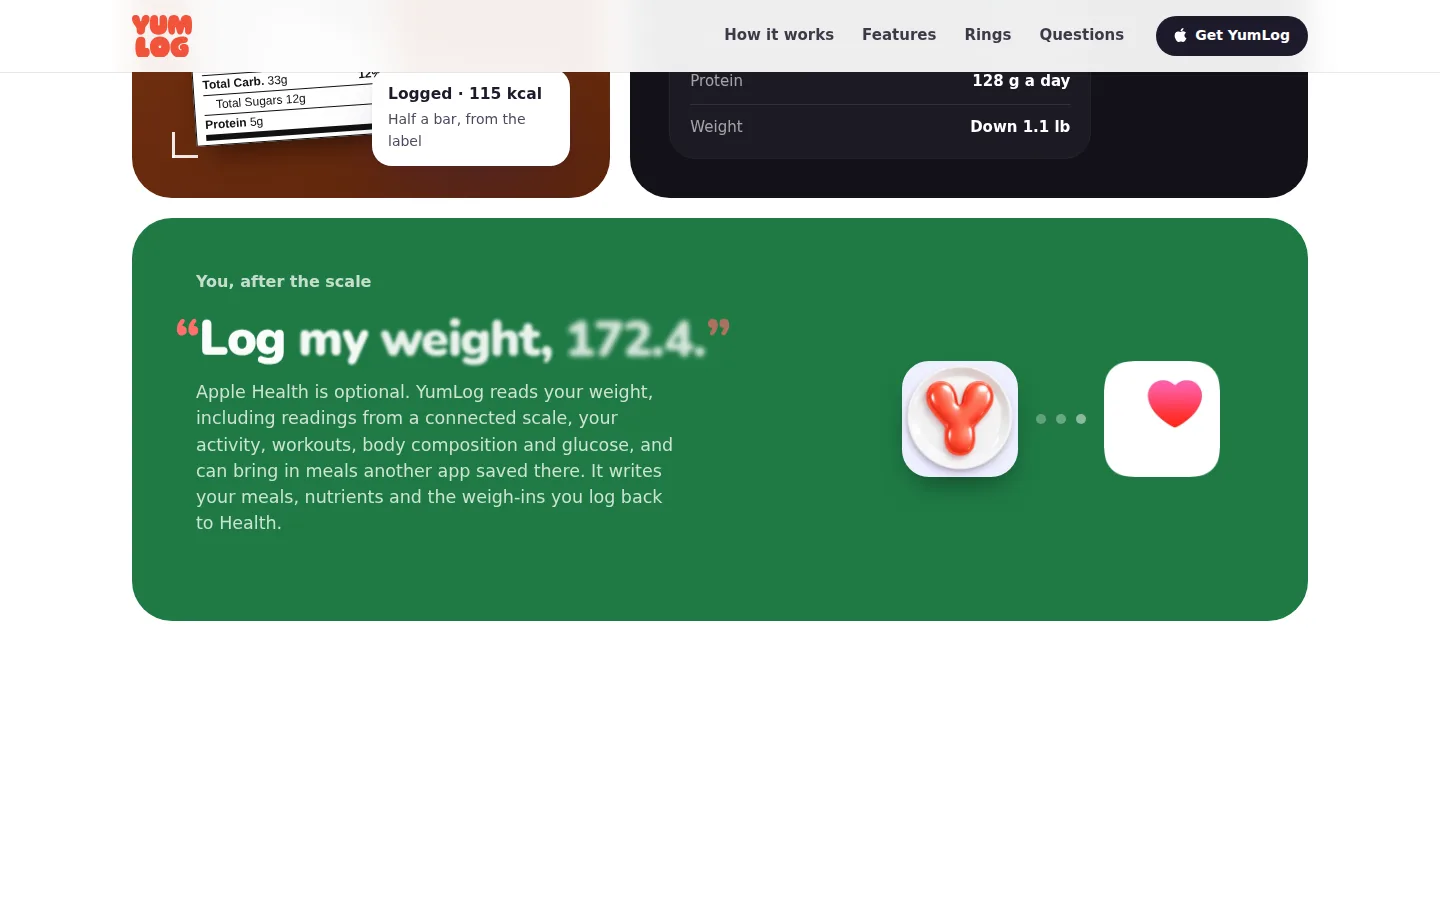 YUM
LOG
How it works
Features
Rings
Questions
Get YumLog
Total Carb. 33g
Total Sugars 12g
Protein 5g
Logged · 115 kcal
Half a bar, from the
label
Protein
128 g a day
Weight
Down 1.1 lb
You, after the scale
“Log my weight, 172.4.”
Apple Health is optional. YumLog reads your weight,
including readings from a connected scale, your
activity, workouts, body composition and glucose, and
can bring in meals another app saved there. It writes
your meals, nutrients and the weigh-ins you log back
to Health.